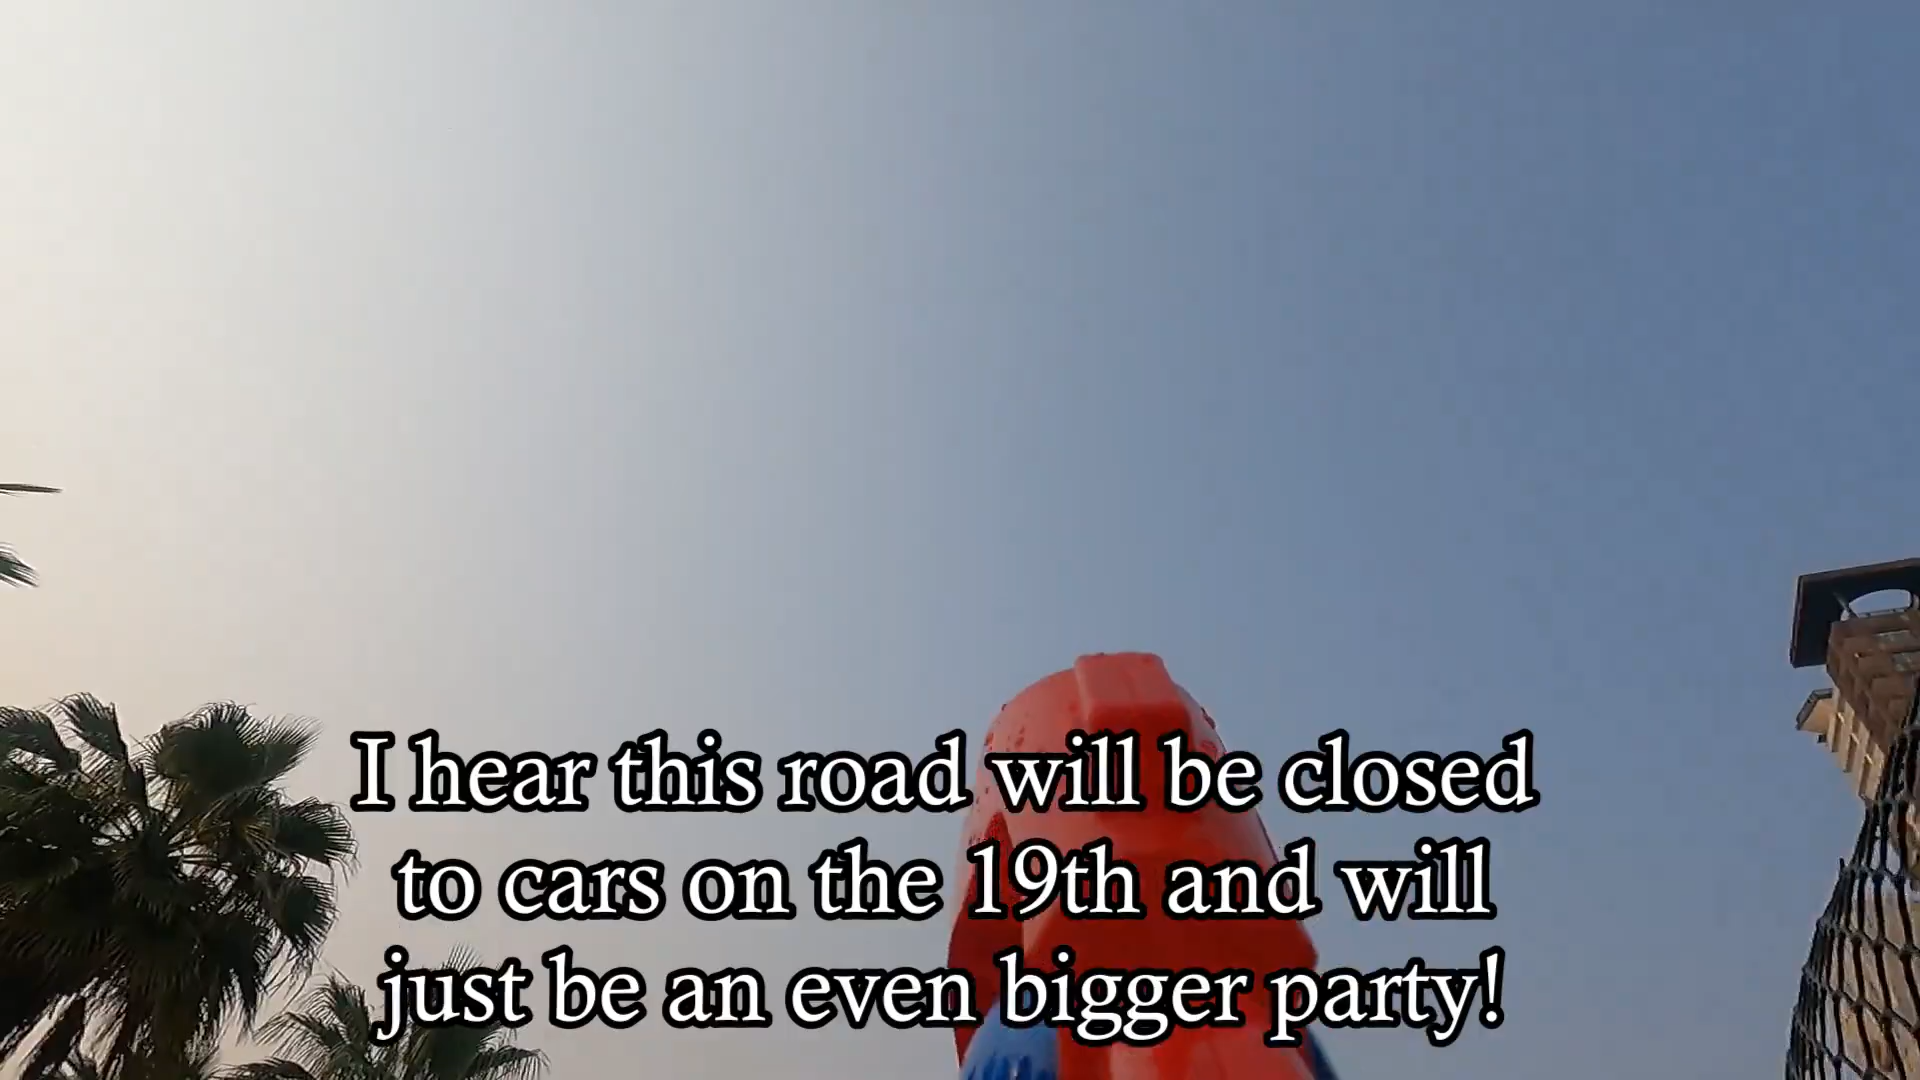 I hear this road will be closed
to cars on the 19th and will
just be an even bigger party!